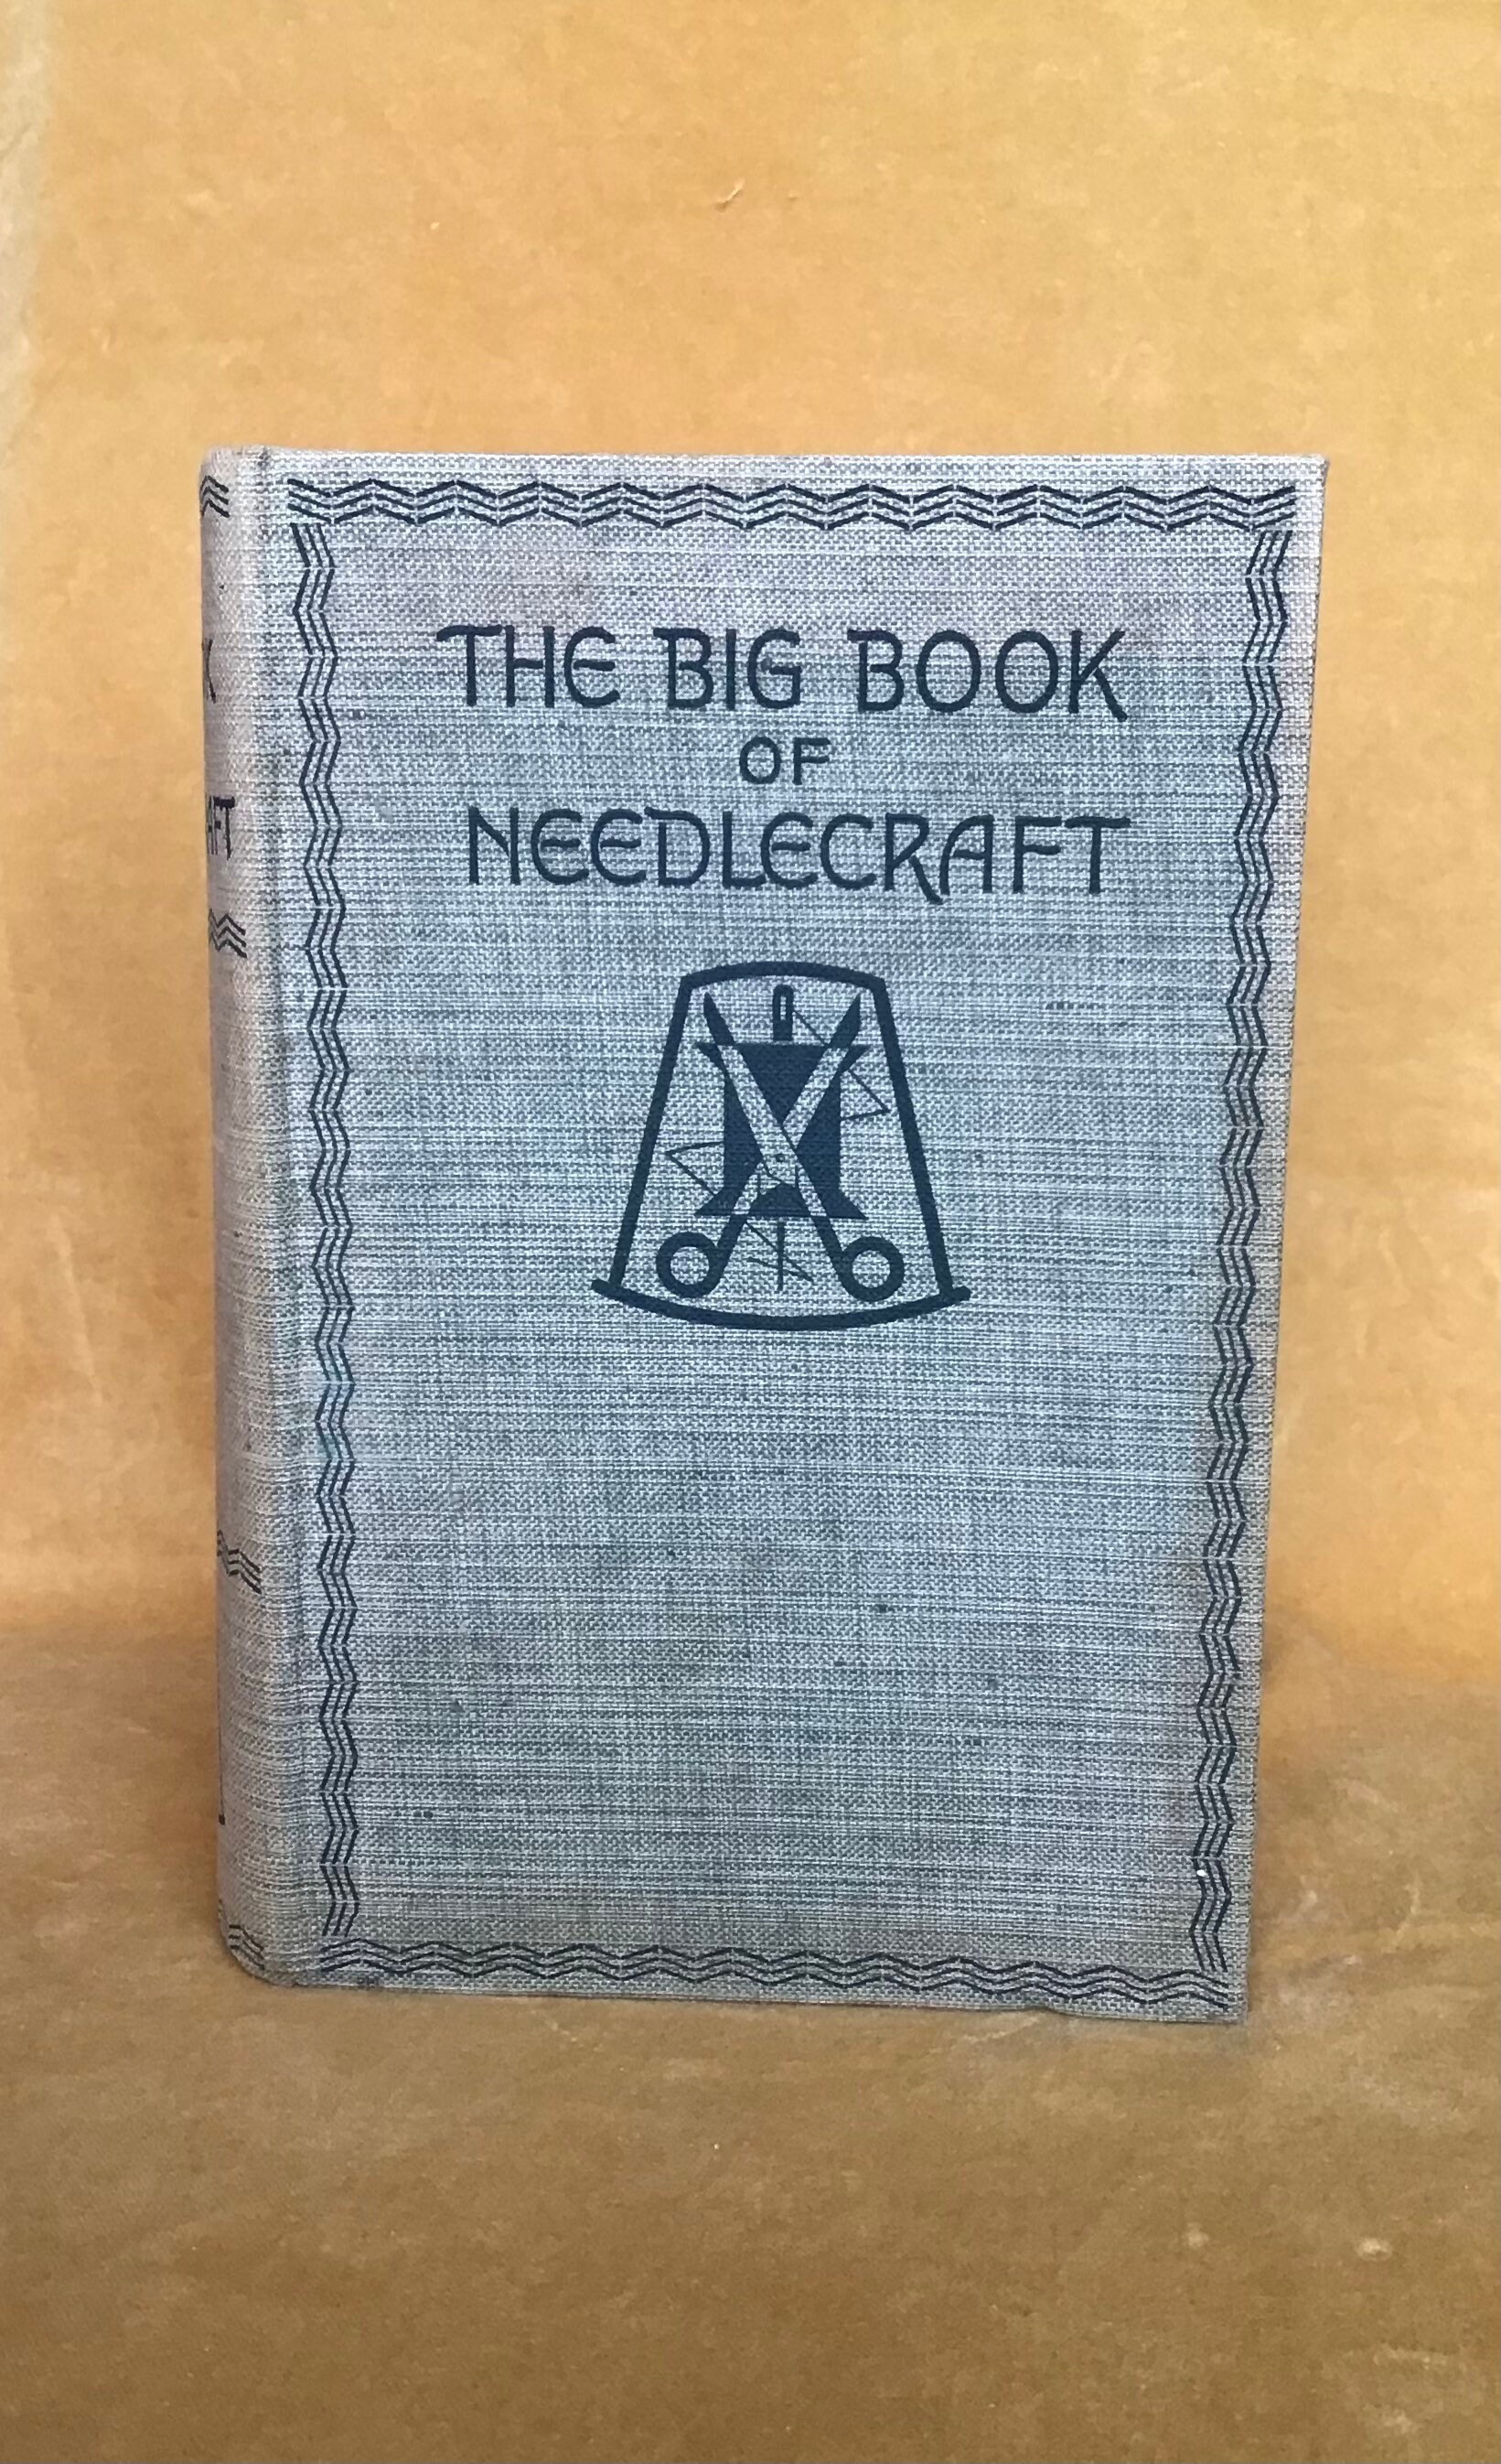 THE BIG BOOK
OF
NEEDLECRAFT